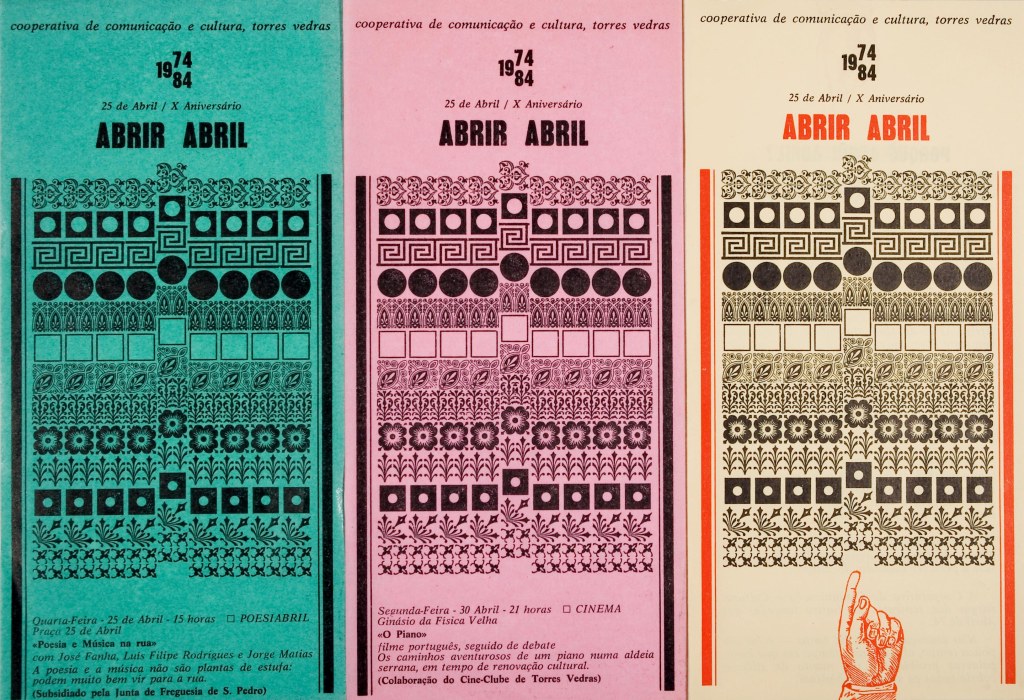 cooperativa de comunicação e cultura, torres vedras
19 74
84
25 de Abril / X Aniversário
ABRIR ABRIL
Quarta-Feira - 25 de Abril - 15 horas □ POESIABRIL
Praça 25 de Abril
«Poesia e Música na rua»
com José Fanha, Luís Filipe Rodrigues e Jorge Matias
A poesia e a música não são plantas de estufa:
podem muito bem vir para a rua.
(Subsidiado pela Junta de Freguesia de S. Pedro)
cooperativa de comunicação e cultura, torres vedras
19 74
84
25 de Abril / X Aniversário
ABRIR ABRIL
Segunda-Feira - 30 Abril - 21 horas □ CINEMA
Ginásio da Física Velha
«O Piano»
filme português, seguido de debate
Os caminhos aventurosos de um piano numa aldeia
serrana, em tempo de renovação cultural.
(Colaboração do Cine-Clube de Torres Vedras)
cooperativa de comunicação e cultura, torres vedras
19 74
84
25 de Abril / X Aniversário
ABRIR ABRIL